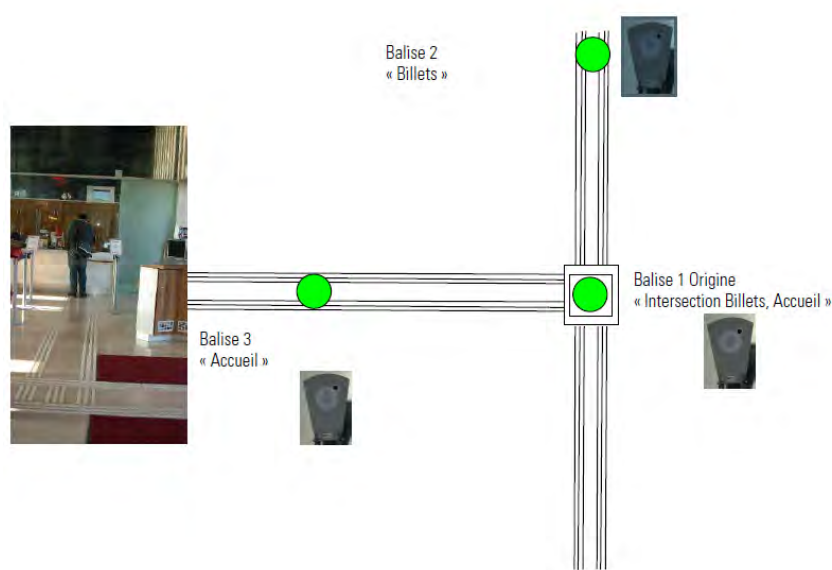 Balise 2
« Billets »
Balise 1 Origine
« Intersection Billets, Accueil »
Balise 3
« Accueil »